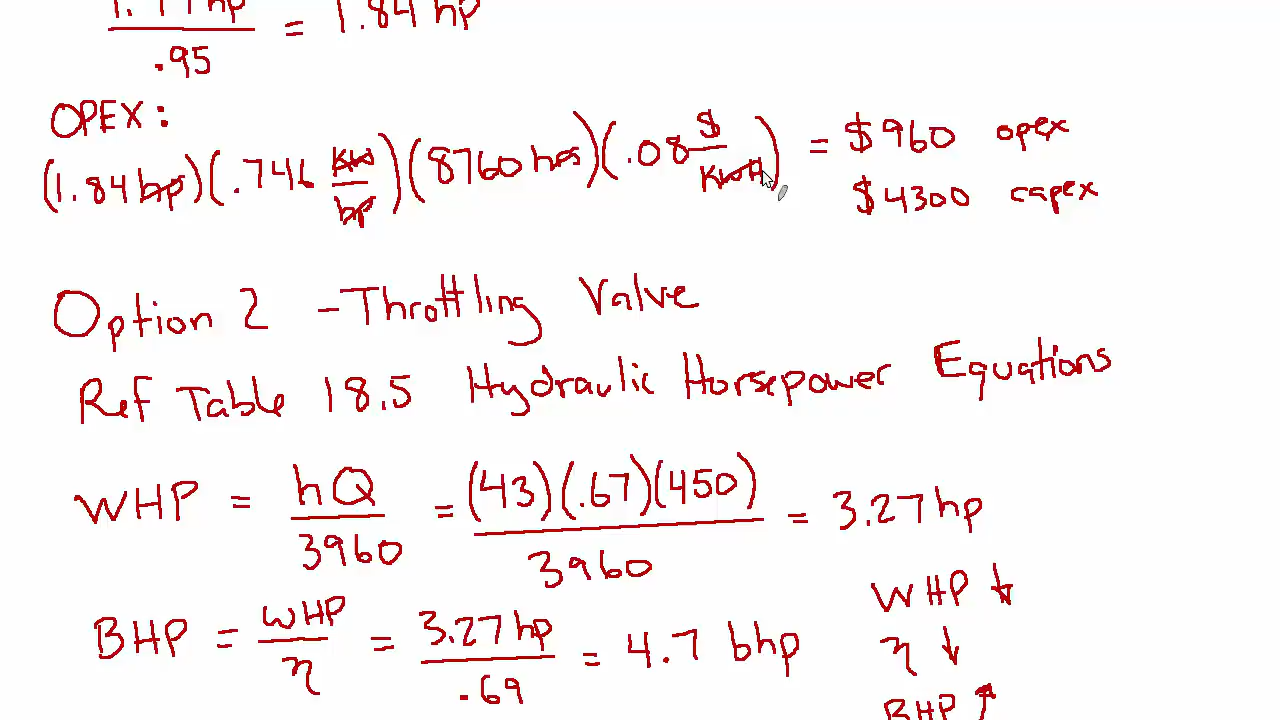 hp / .95 = 1.84 hp
OPEX:
(1.84 hp)(.746 KW/hp)(8760 hrs)(.08 $/KWH) = $960 opex
$4300 capex
Option 2 - Throttling Valve
Ref Table 18.5 Hydraulic Horsepower Equations
WHP = hQ/3960 = (43)(.67)(450)/3960 = 3.27 hp
WHP ↓
BHP = WHP/η = 3.27 hp/.69 = 4.7 bhp
η ↓
BHP ↑